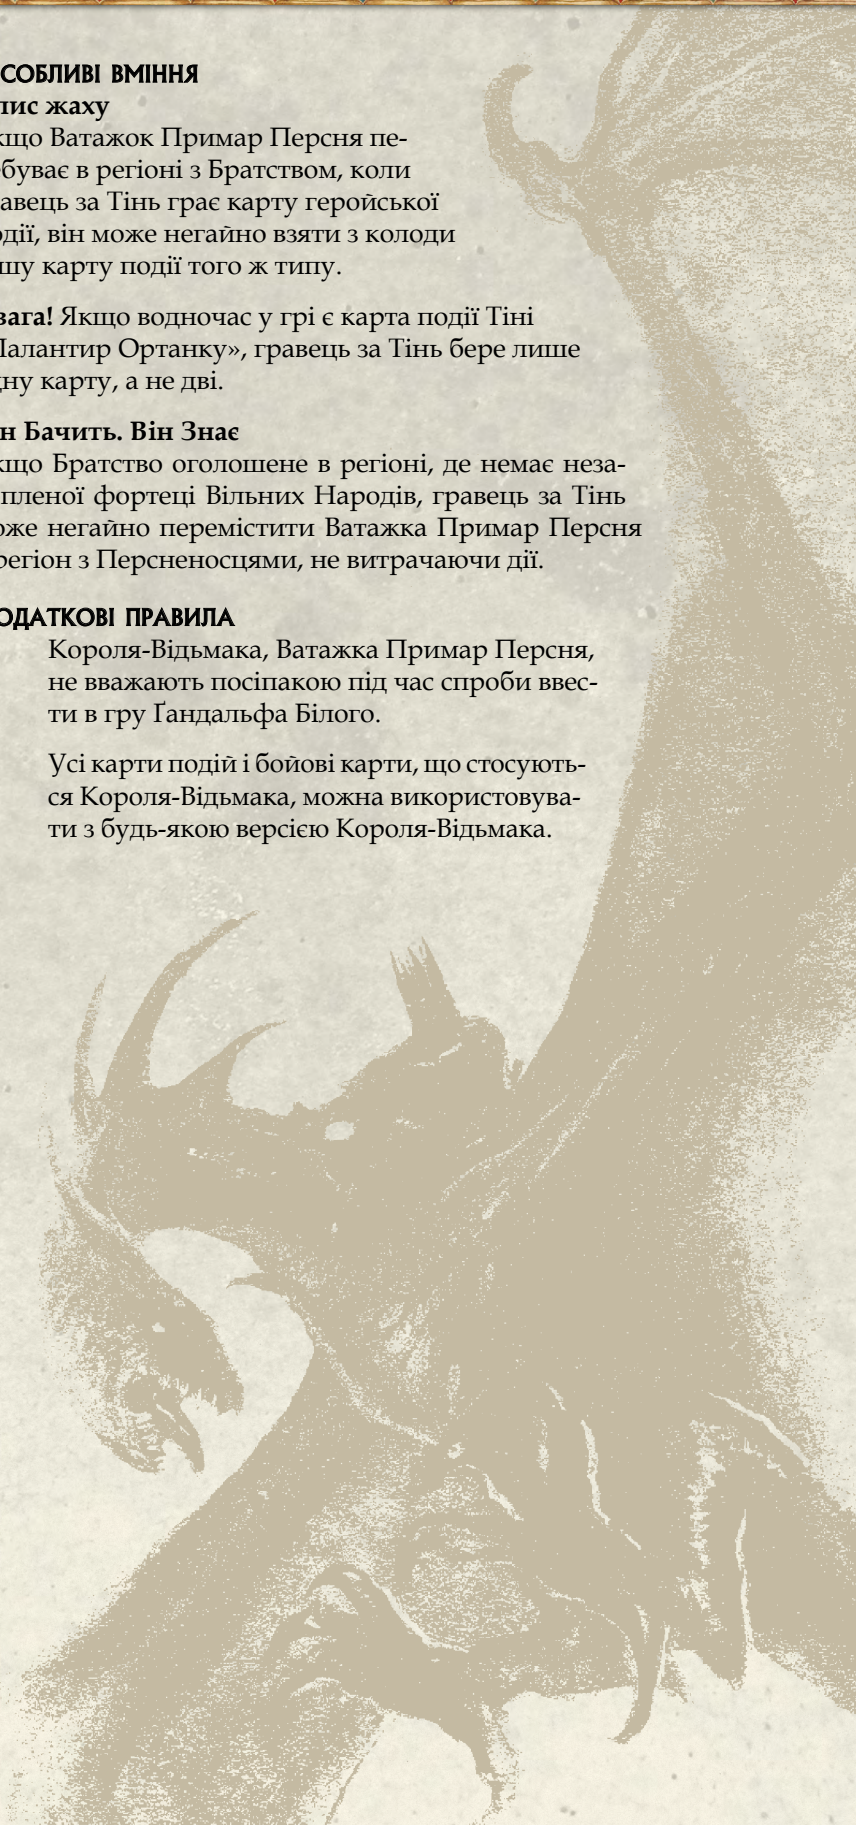 СОБЛИВІ ВМІННЯ
пис жаху
кщо Ватажок Примар Персня пе-
буває в регіоні з Братством, коли
авець за Тінь грає карту геройської
дії, він може негайно взяти з колоди
шу карту події того ж типу.
вага! Якщо водночас у грі є карта події Тіні
Палантир Ортанку», гравець за Тінь бере лише
ну карту, а не дві.
н Бачить. Він Знає
кщо Братство оголошене в регіоні, де немає неза-
пленої фортеці Вільних Народів, гравець за Тінь
оже негайно перемістити Ватажка Примар Персня
регіон з Персненосцями, не витрачаючи дії.
ОДАТКОВІ ПРАВИЛА
Короля-Відьмака, Ватажка Примар Персня,
не вважають посіпакою під час спроби ввес-
ти в гру Ґандальфа Білого.
Усі карти подій і бойові карти, що стосують-
ся Короля-Відьмака, можна використовува-
ти з будь-якою версією Короля-Відьмака.